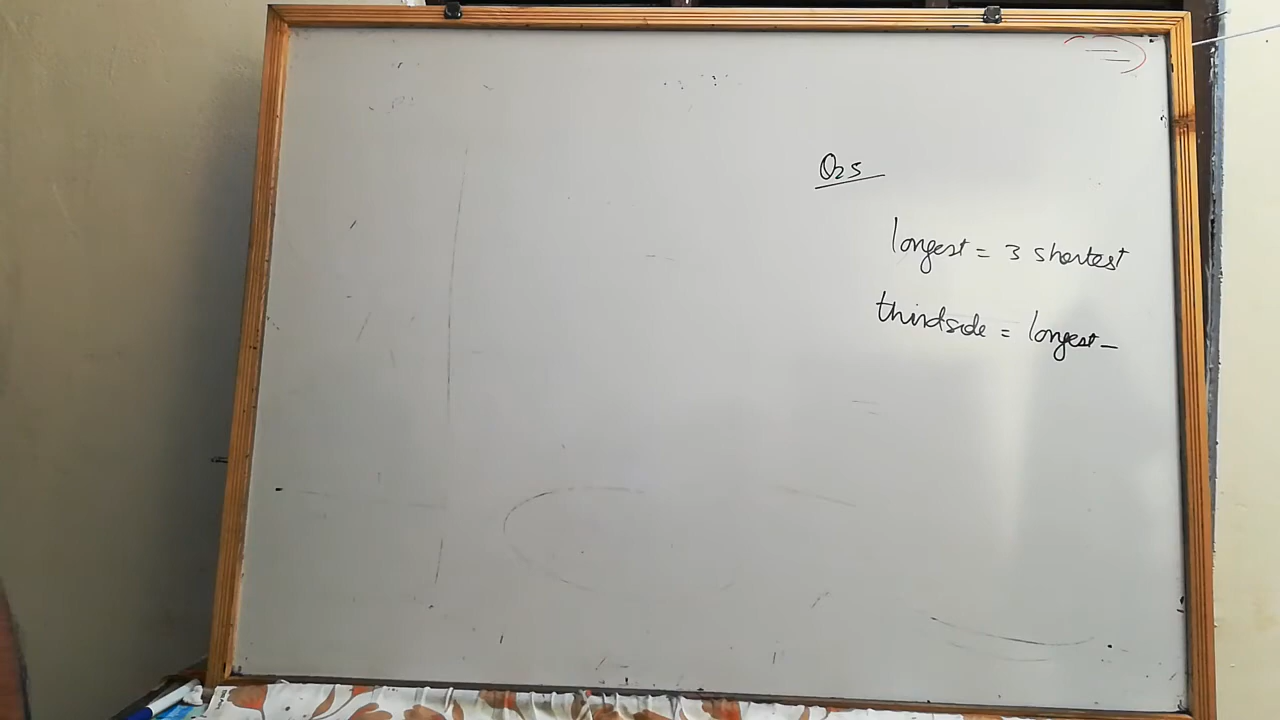 Q25
longest = 3 shortest
thirdside = longest -